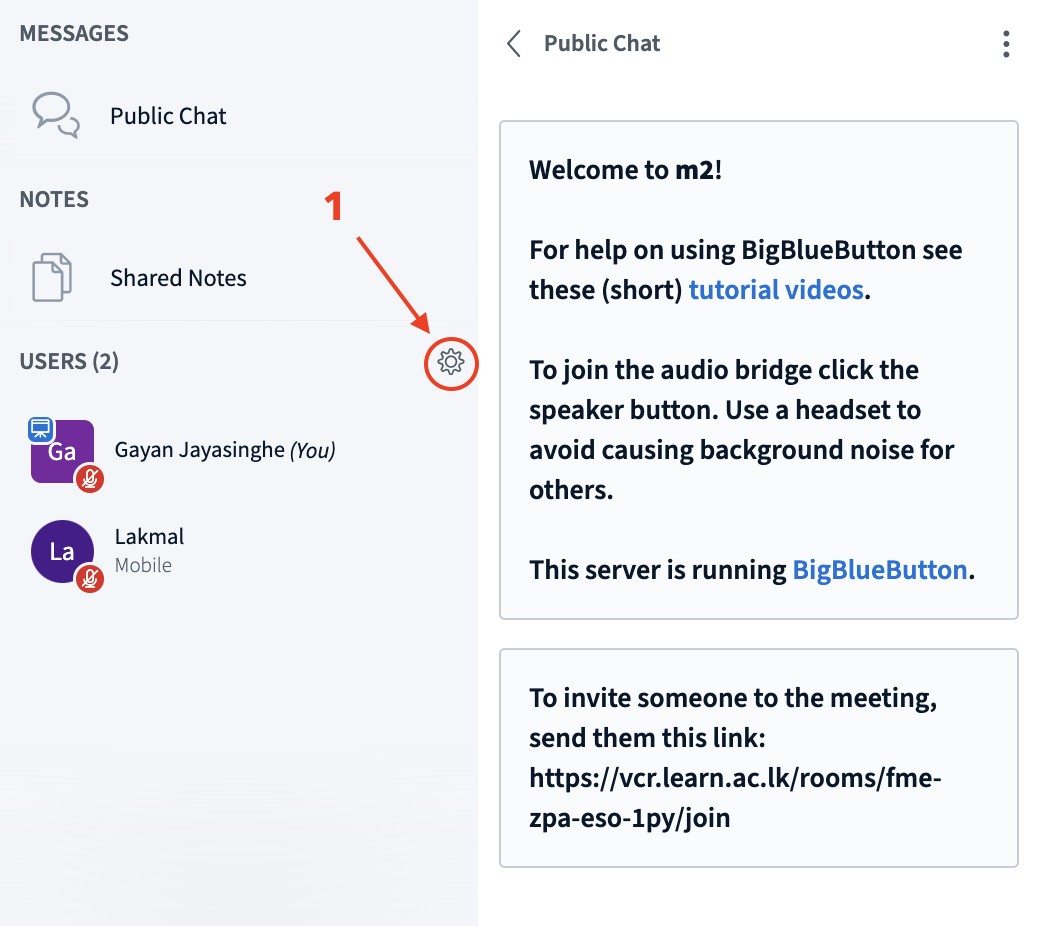 MESSAGES
Public Chat
NOTES
1
Shared Notes
USERS (2)
Ga
Gayan Jayasinghe (You)
La
Lakmal
Mobile
Public Chat
Welcome to m2!
For help on using BigBlueButton see
these (short) tutorial videos.
To join the audio bridge click the
speaker button. Use a headset to
avoid causing background noise for
others.
This server is running BigBlueButton.
To invite someone to the meeting,
send them this link:
https://vcr.learn.ac.lk/rooms/fme-
zpa-eso-1py/join